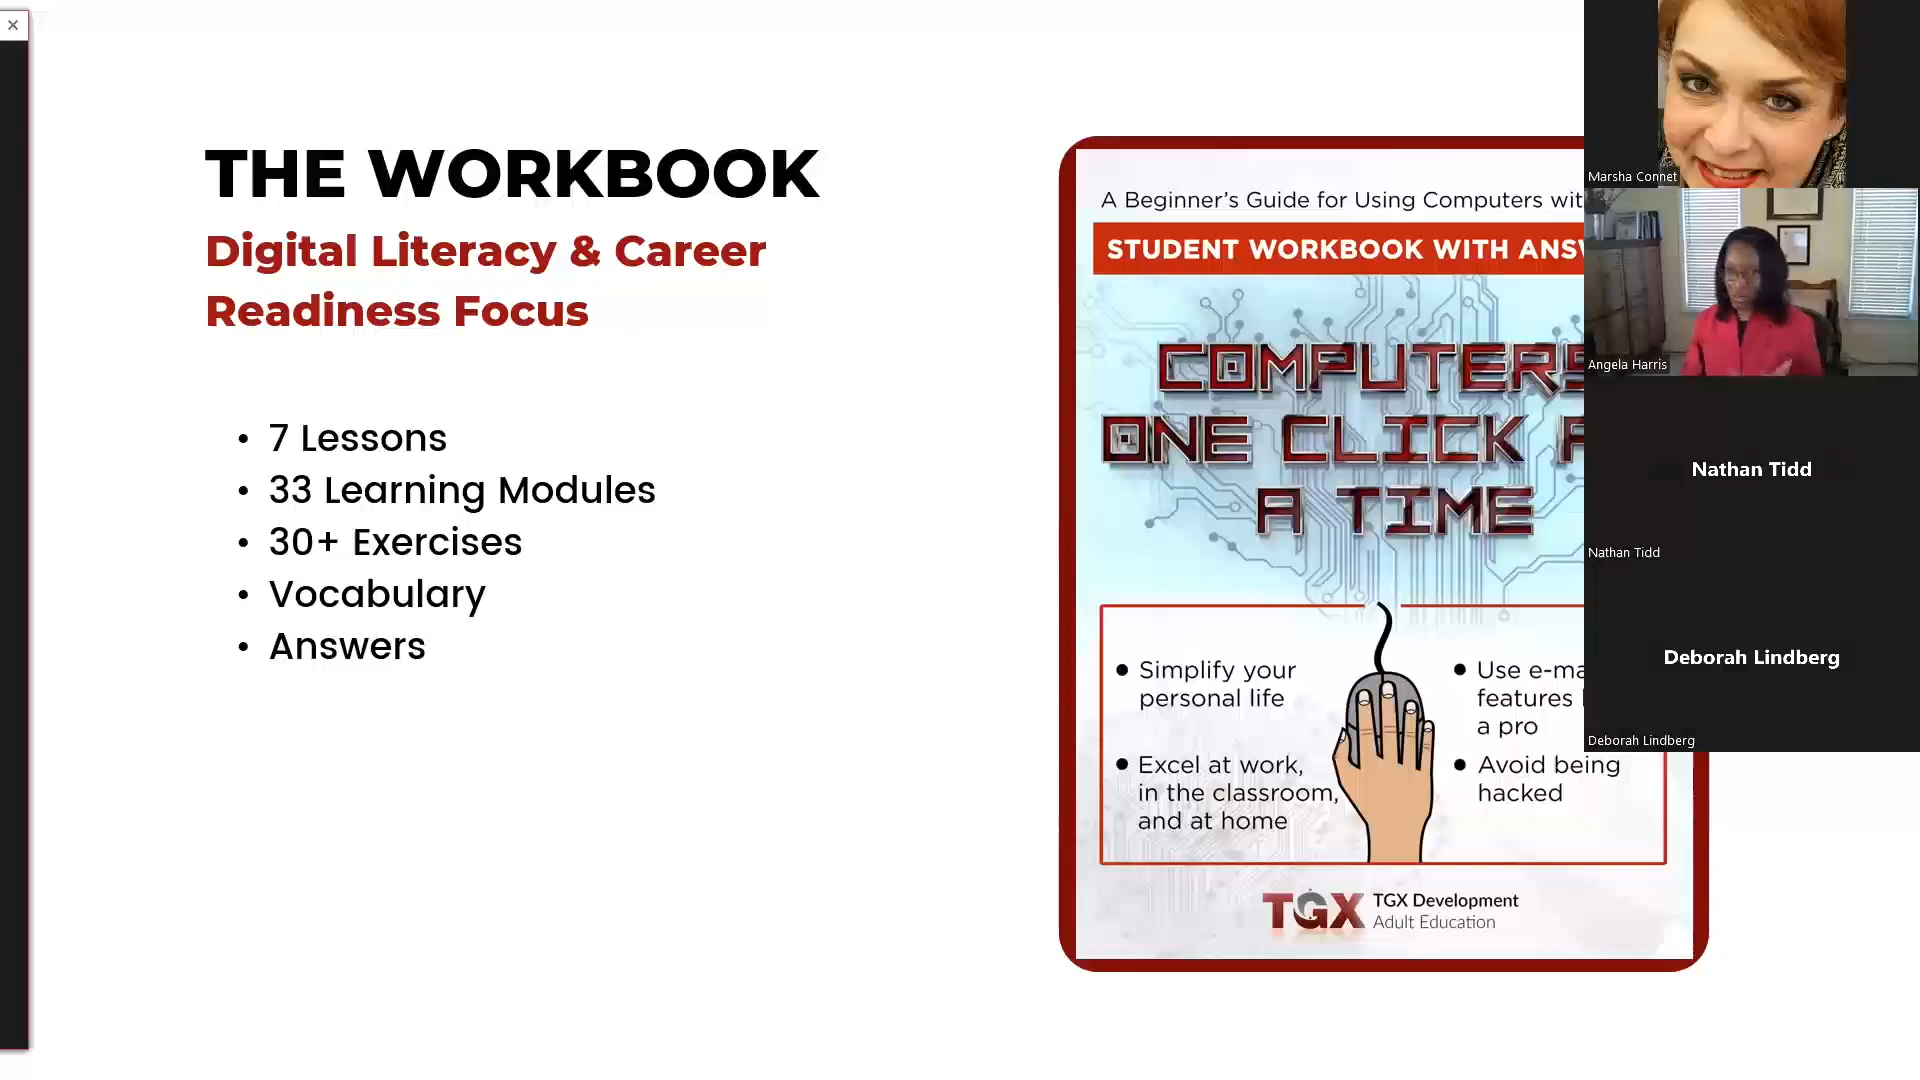 THE WORKBOOK
Digital Literacy & Career
Readiness Focus
• 7 Lessons
• 33 Learning Modules
• 30+ Exercises
• Vocabulary
• Answers
A Beginner's Guide for Using Computers
STUDENT WORKBOOK WITH
COMPUTERS
ONE CLICK
A TIME
• Simplify your
personal life
• Excel at work,
in the classroom,
and at home
• Use
features
a pro
• Avoid being
hacked
TGX TGX Development
Adult Education
Marsha Connet
Angela Harris
Nathan Tidd
Nathan Tidd
Deborah Lindberg
Deborah Lindberg